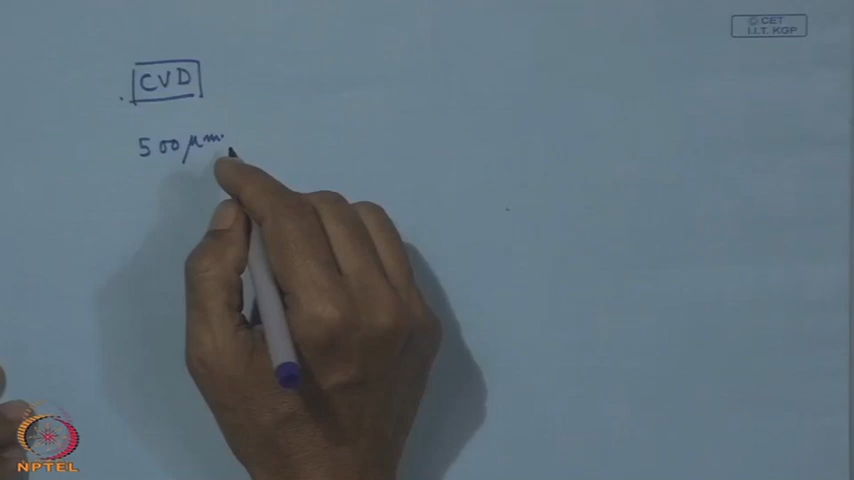 © CET
I.I.T. KGP
CVD
500 μm
NPTEL